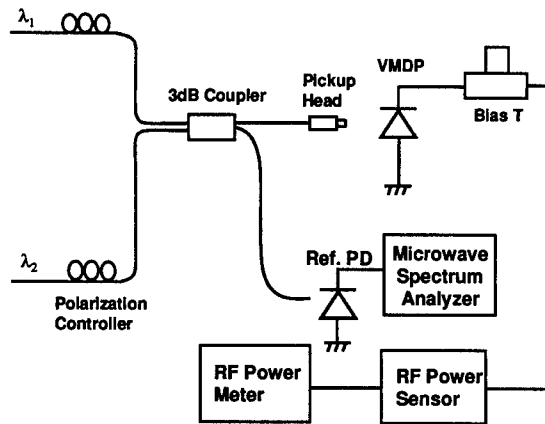 λ1
3dB Coupler
Pickup
Head
VMDP
Bias T
λ2
Polarization
Controller
Ref. PD
Microwave
Spectrum
Analyzer
RF Power
Meter
RF Power
Sensor